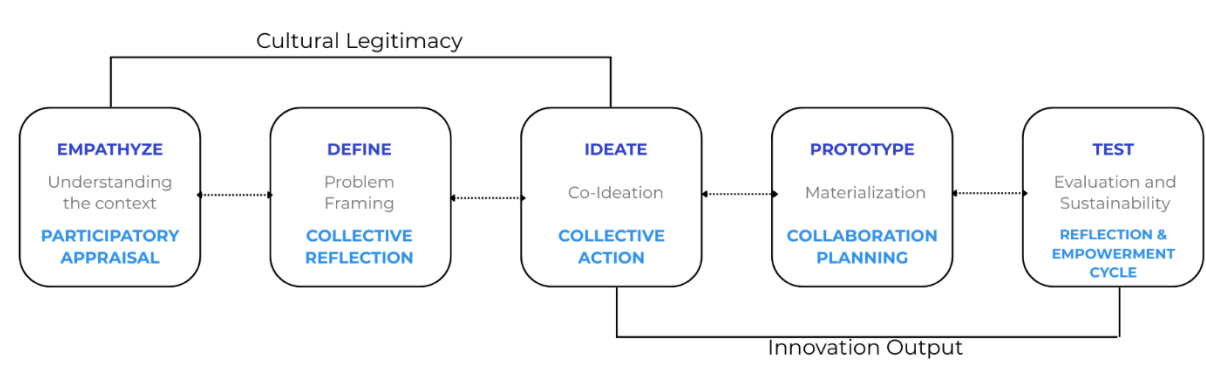 Cultural Legitimacy
EMPATHYZE
Understanding
the context
PARTICIPATORY
APPRAISAL
DEFINE
Problem
Framing
COLLECTIVE
REFLECTION
IDEATE
Co-Ideation
COLLECTIVE
ACTION
PROTOTYPE
Materialization
COLLABORATION
PLANNING
TEST
Evaluation and
Sustainability
REFLECTION &
EMPOWERMENT
CYCLE
Innovation Output